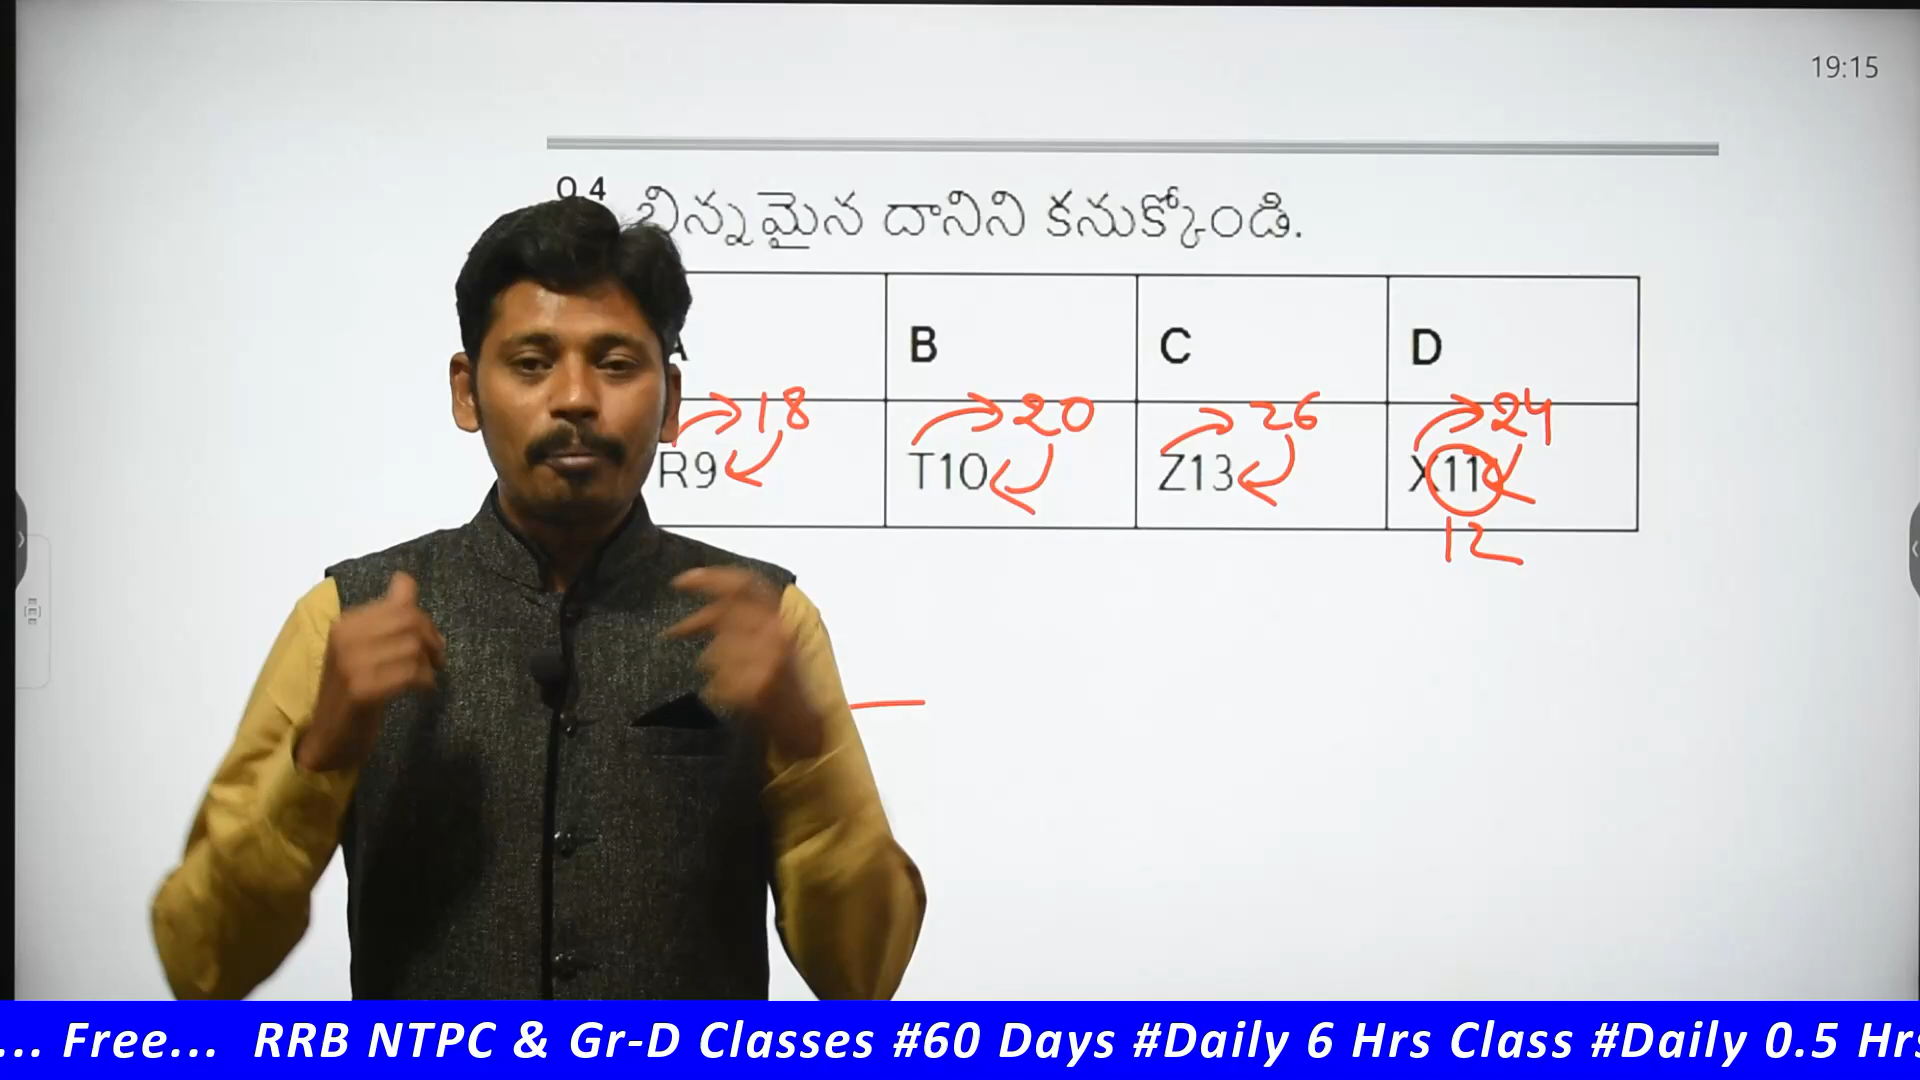 19:15
Q.4 భిన్నమైన దానిని కనుక్కోండి.
A B C D
18 20 26 24
R9 T10 Z13 X11
12
... Free... RRB NTPC & Gr-D Classes #60 Days #Daily 6 Hrs Class #Daily 0.5 Hrs